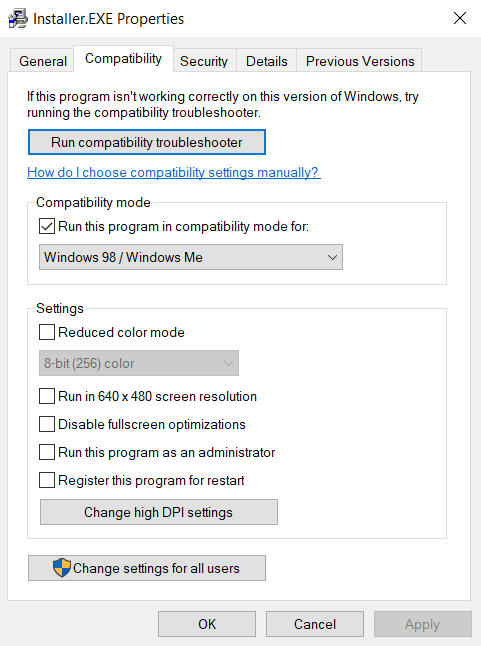 Installer.EXE Properties
General
Compatibility
Security
Details
Previous Versions
If this program isn't working correctly on this version of Windows, try
running the compatibility troubleshooter.
Run compatibility troubleshooter
How do I choose compatibility settings manually?
Compatibility mode
Run this program in compatibility mode for:
Windows 98 / Windows Me
Settings
Reduced color mode
8-bit (256) color
Run in 640 x 480 screen resolution
Disable fullscreen optimizations
Run this program as an administrator
Register this program for restart
Change high DPI settings
Change settings for all users
OK
Cancel
Apply